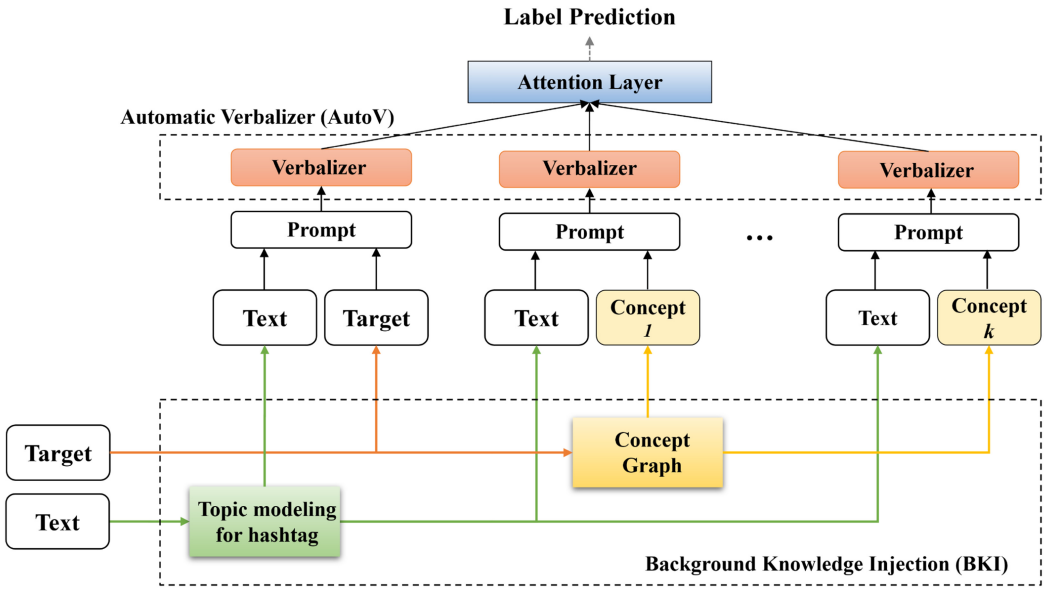 Label Prediction
Attention Layer
Automatic Verbalizer (AutoV)
Verbalizer
Verbalizer
Verbalizer
Prompt
Prompt
...
Prompt
Text
Target
Text
Concept
1
Text
Concept
k
Target
Concept
Graph
Text
Topic modeling
for hashtag
Background Knowledge Injection (BKI)